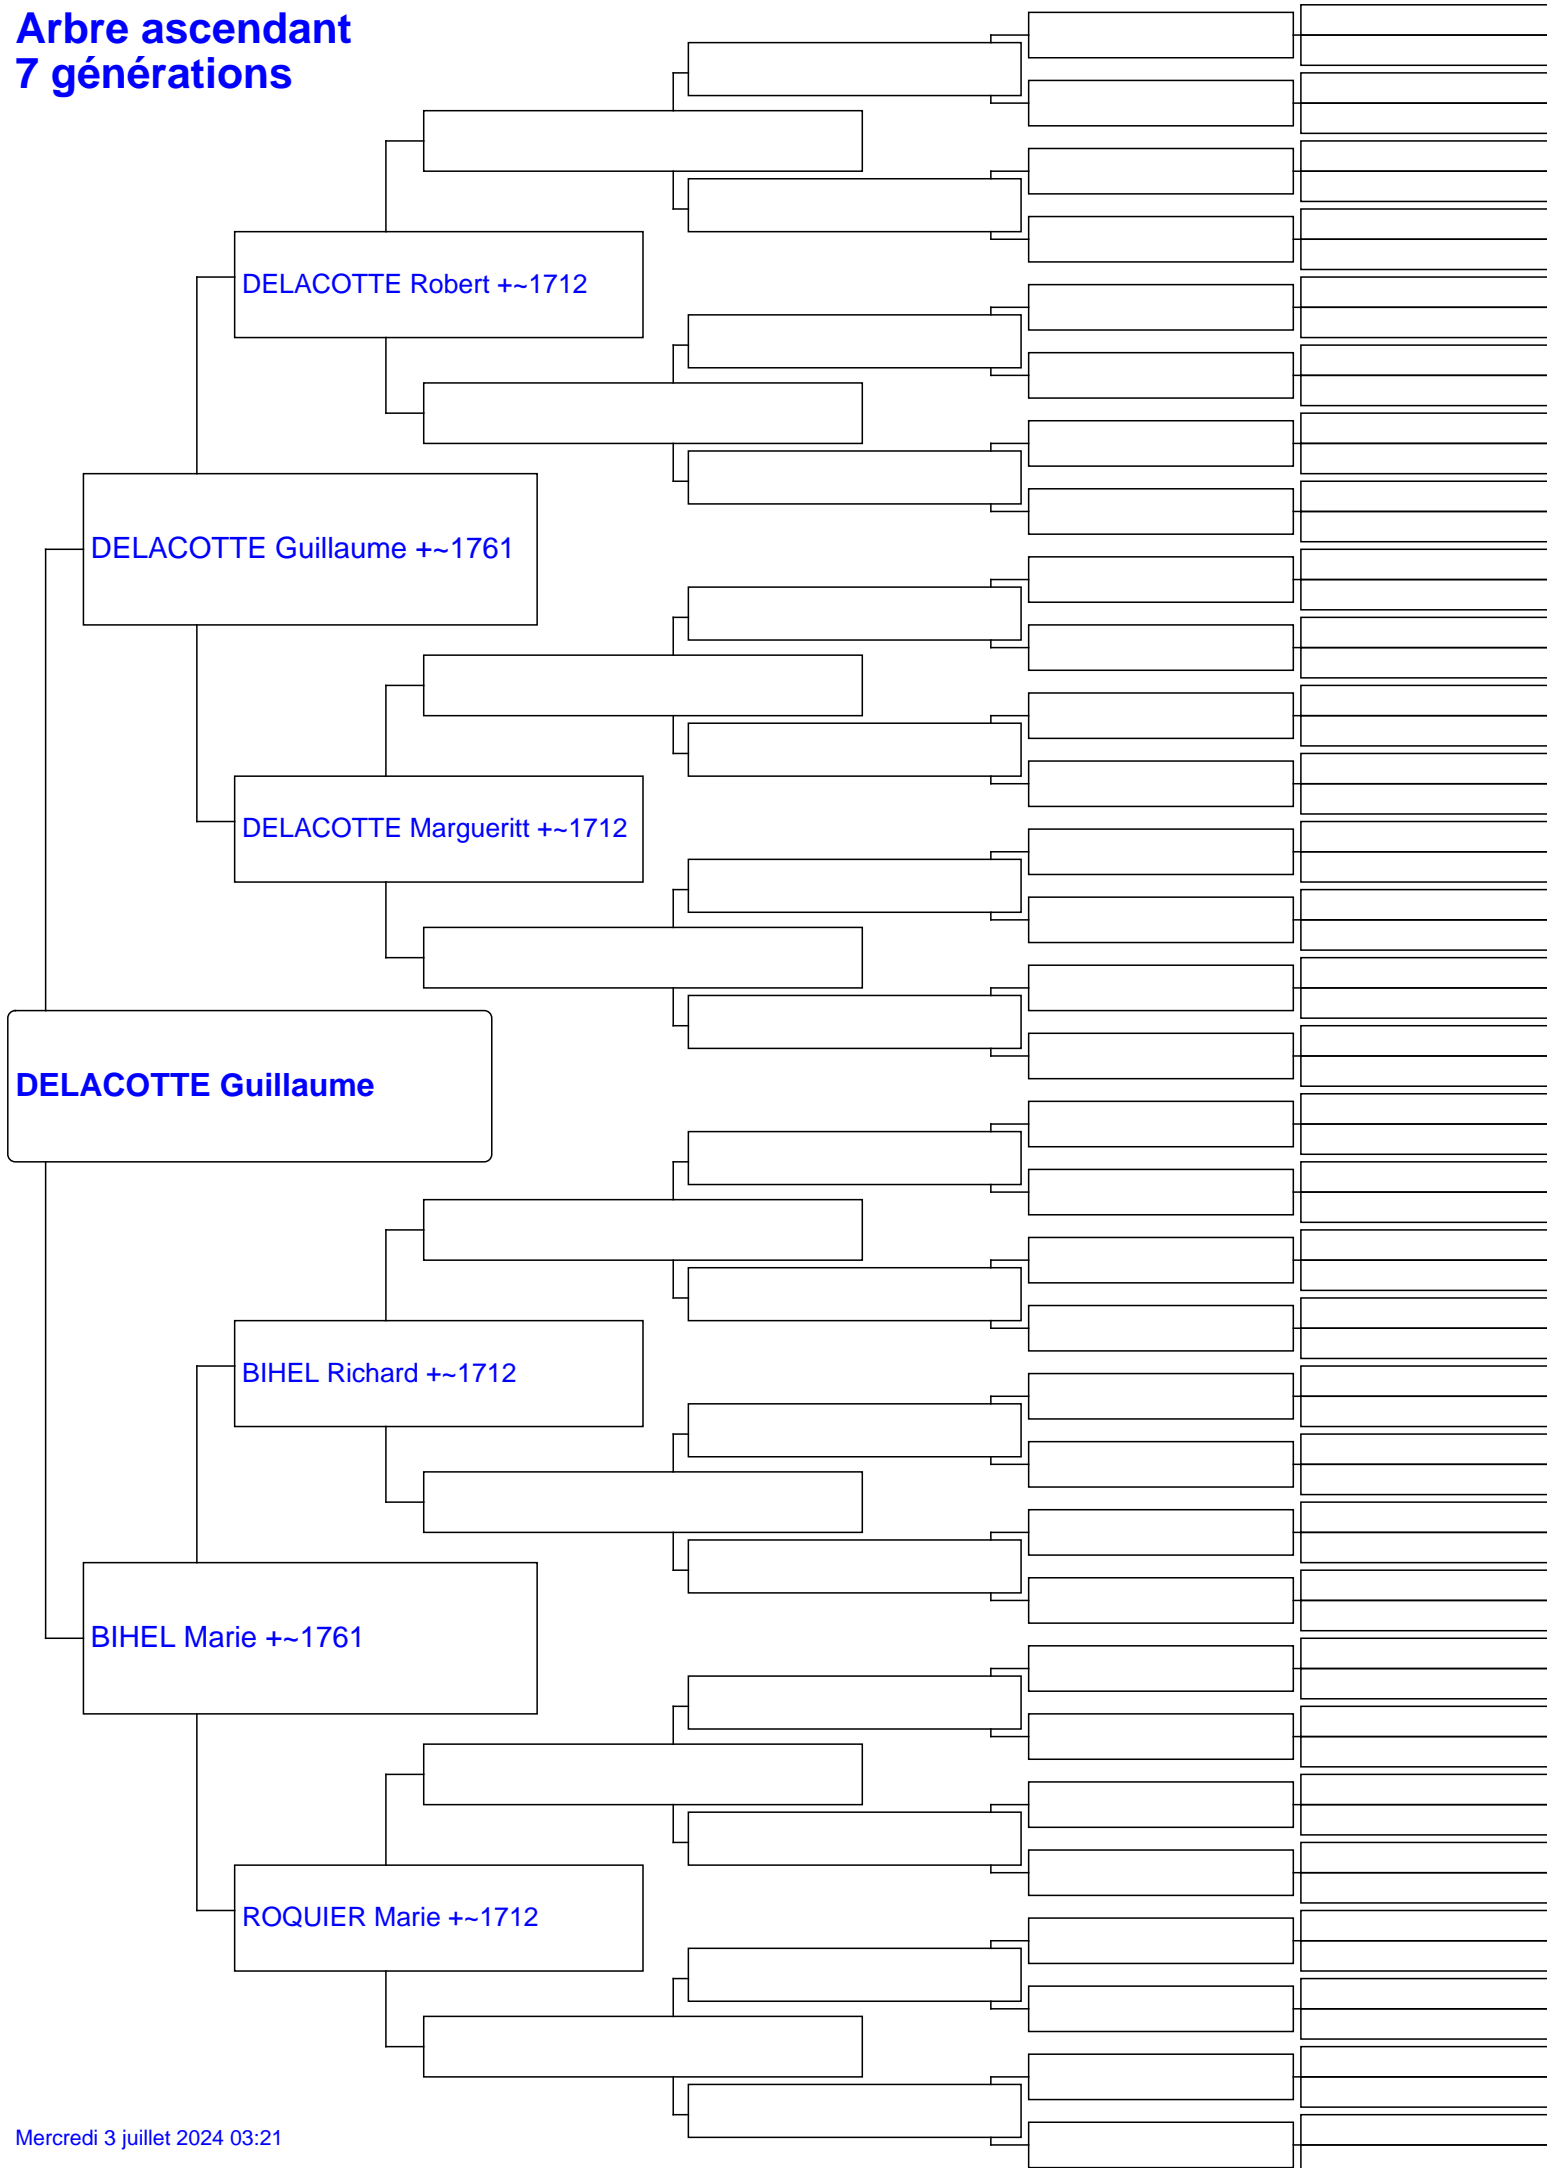 Arbre ascendant
7 générations
DELACOTTE Robert +~1712
DELACOTTE Guillaume +~1761
DELACOTTE Margueritt +~1712
DELACOTTE Guillaume
BIHEL Richard +~1712
BIHEL Marie +~1761
ROQUIER Marie +~1712
Mercredi 3 juillet 2024 03:21